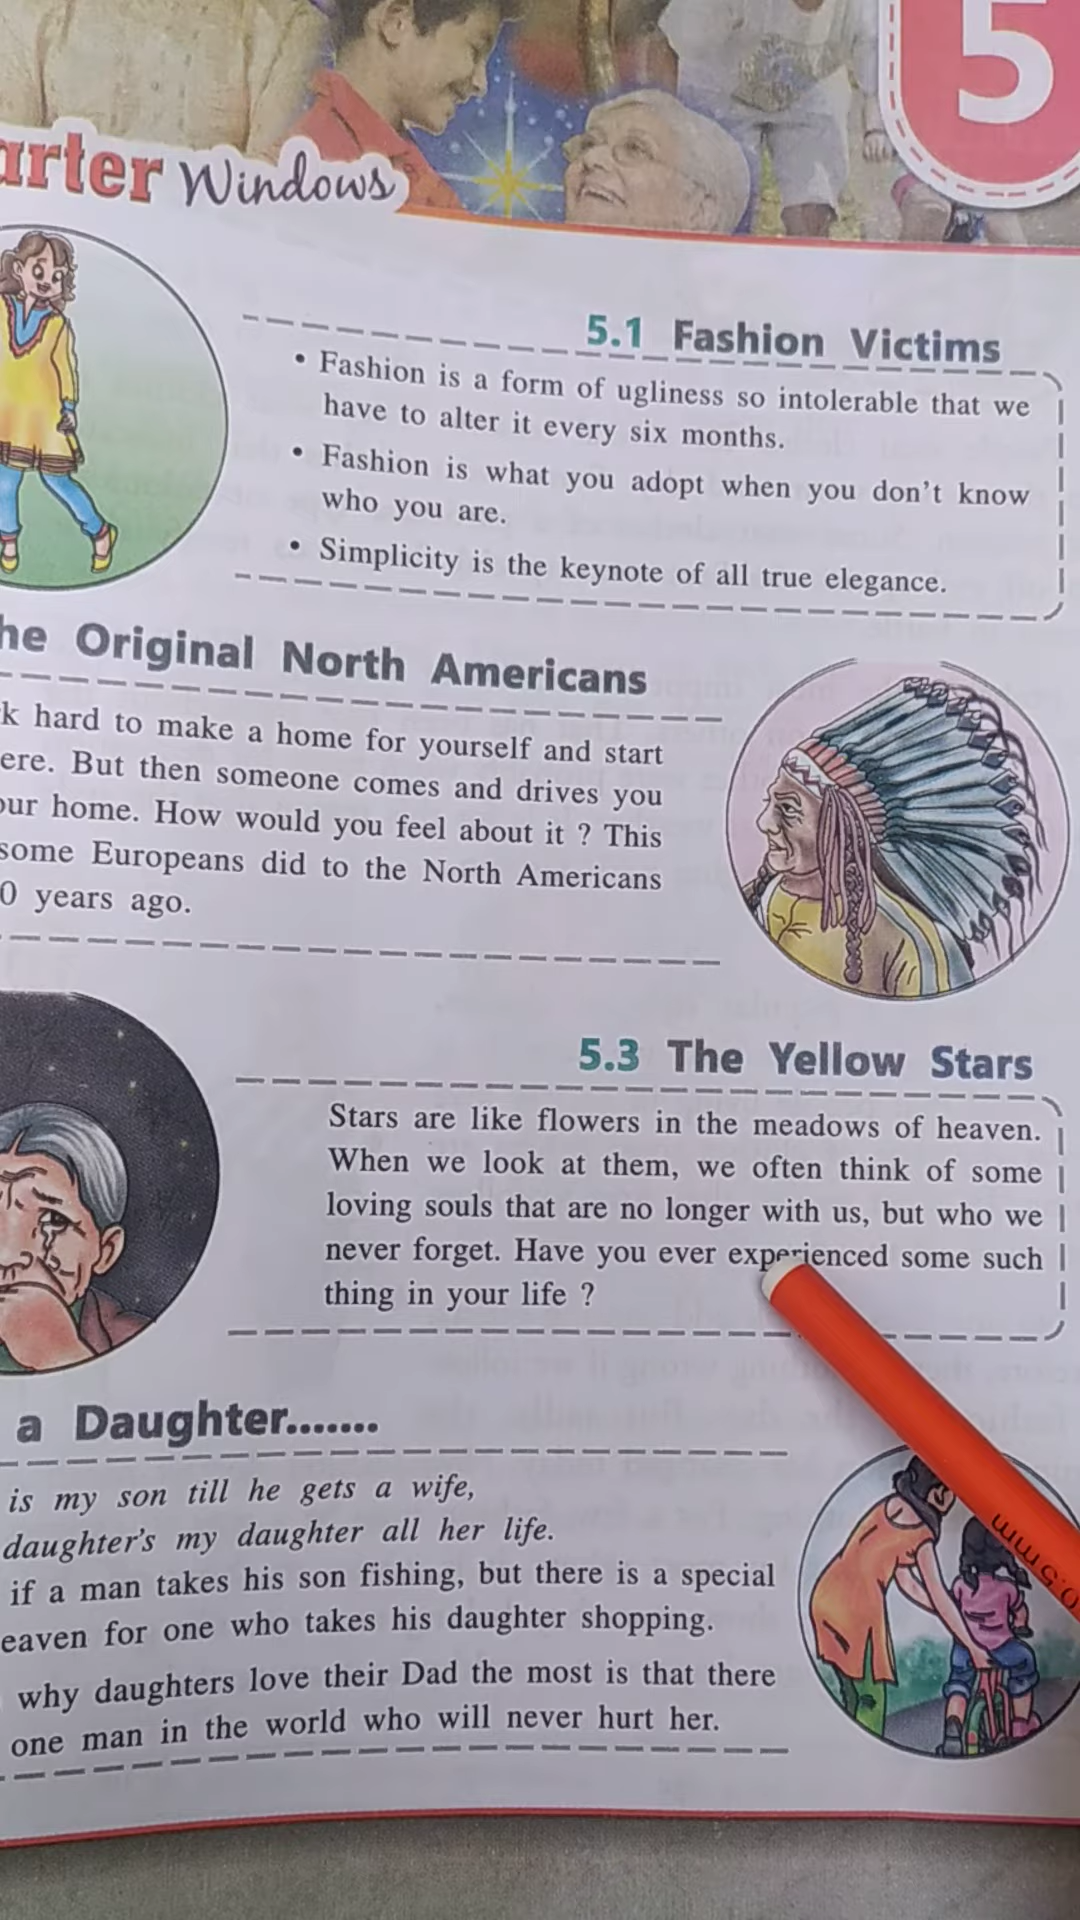 5
arter Windows
5.1 Fashion Victims
• Fashion is a form of ugliness so intolerable that we
have to alter it every six months.
• Fashion is what you adopt when you don't know
who you are.
• Simplicity is the keynote of all true elegance.
he Original North Americans
k hard to make a home for yourself and start
ere. But then someone comes and drives you
our home. How would you feel about it ? This
some Europeans did to the North Americans
0 years ago.
5.3 The Yellow Stars
Stars are like flowers in the meadows of heaven.
When we look at them, we often think of some
loving souls that are no longer with us, but who we
never forget. Have you ever experienced some such
thing in your life ?
a Daughter.......
is my son till he gets a wife,
daughter's my daughter all her life.
if a man takes his son fishing, but there is a special
eaven for one who takes his daughter shopping.
why daughters love their Dad the most is that there
one man in the world who will never hurt her.
0.5mm